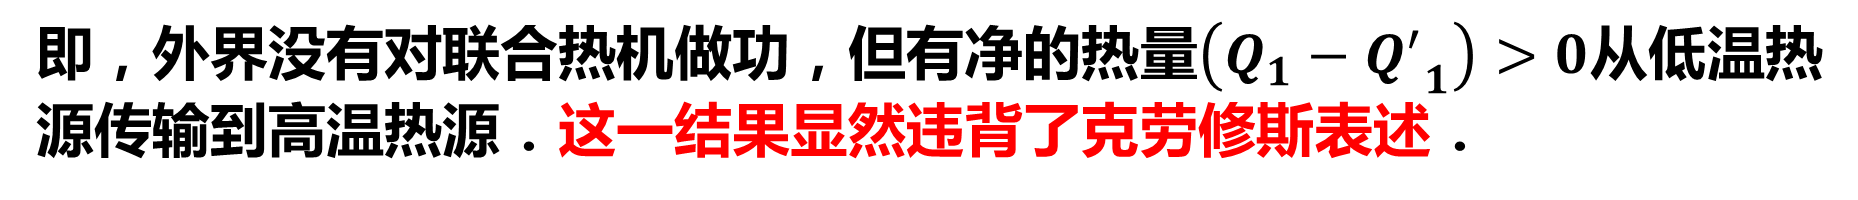 即，外界没有对联合热机做功，但有净的热量(Q₁ − Q′₁) > 0从低温热
源传输到高温热源．这一结果显然违背了克劳修斯表述．